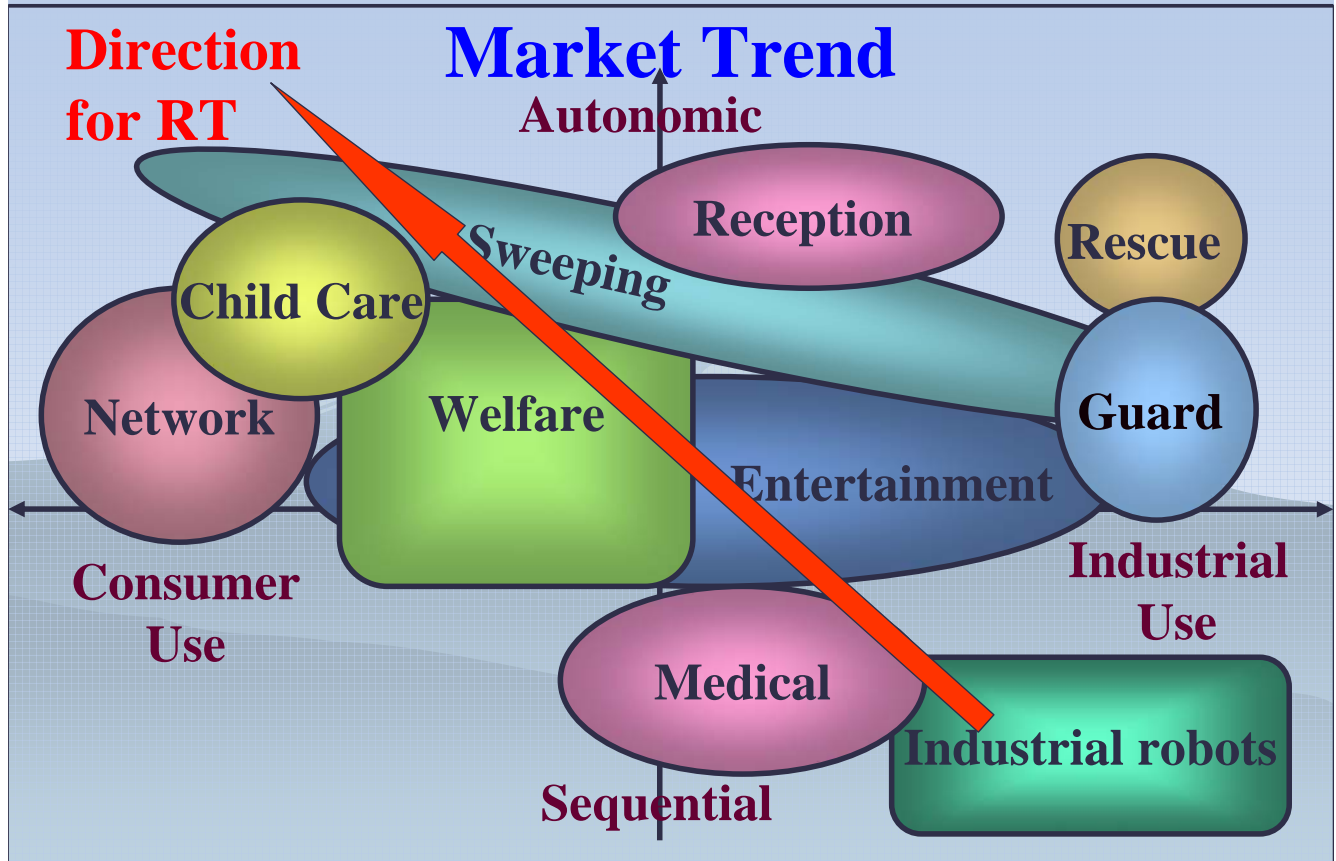 Direction
for RT
Market Trend
Autonomic
Reception
Rescue
Sweeping
Child Care
Network
Welfare
Guard
Entertainment
Consumer
Use
Industrial
Use
Medical
Industrial robots
Sequential